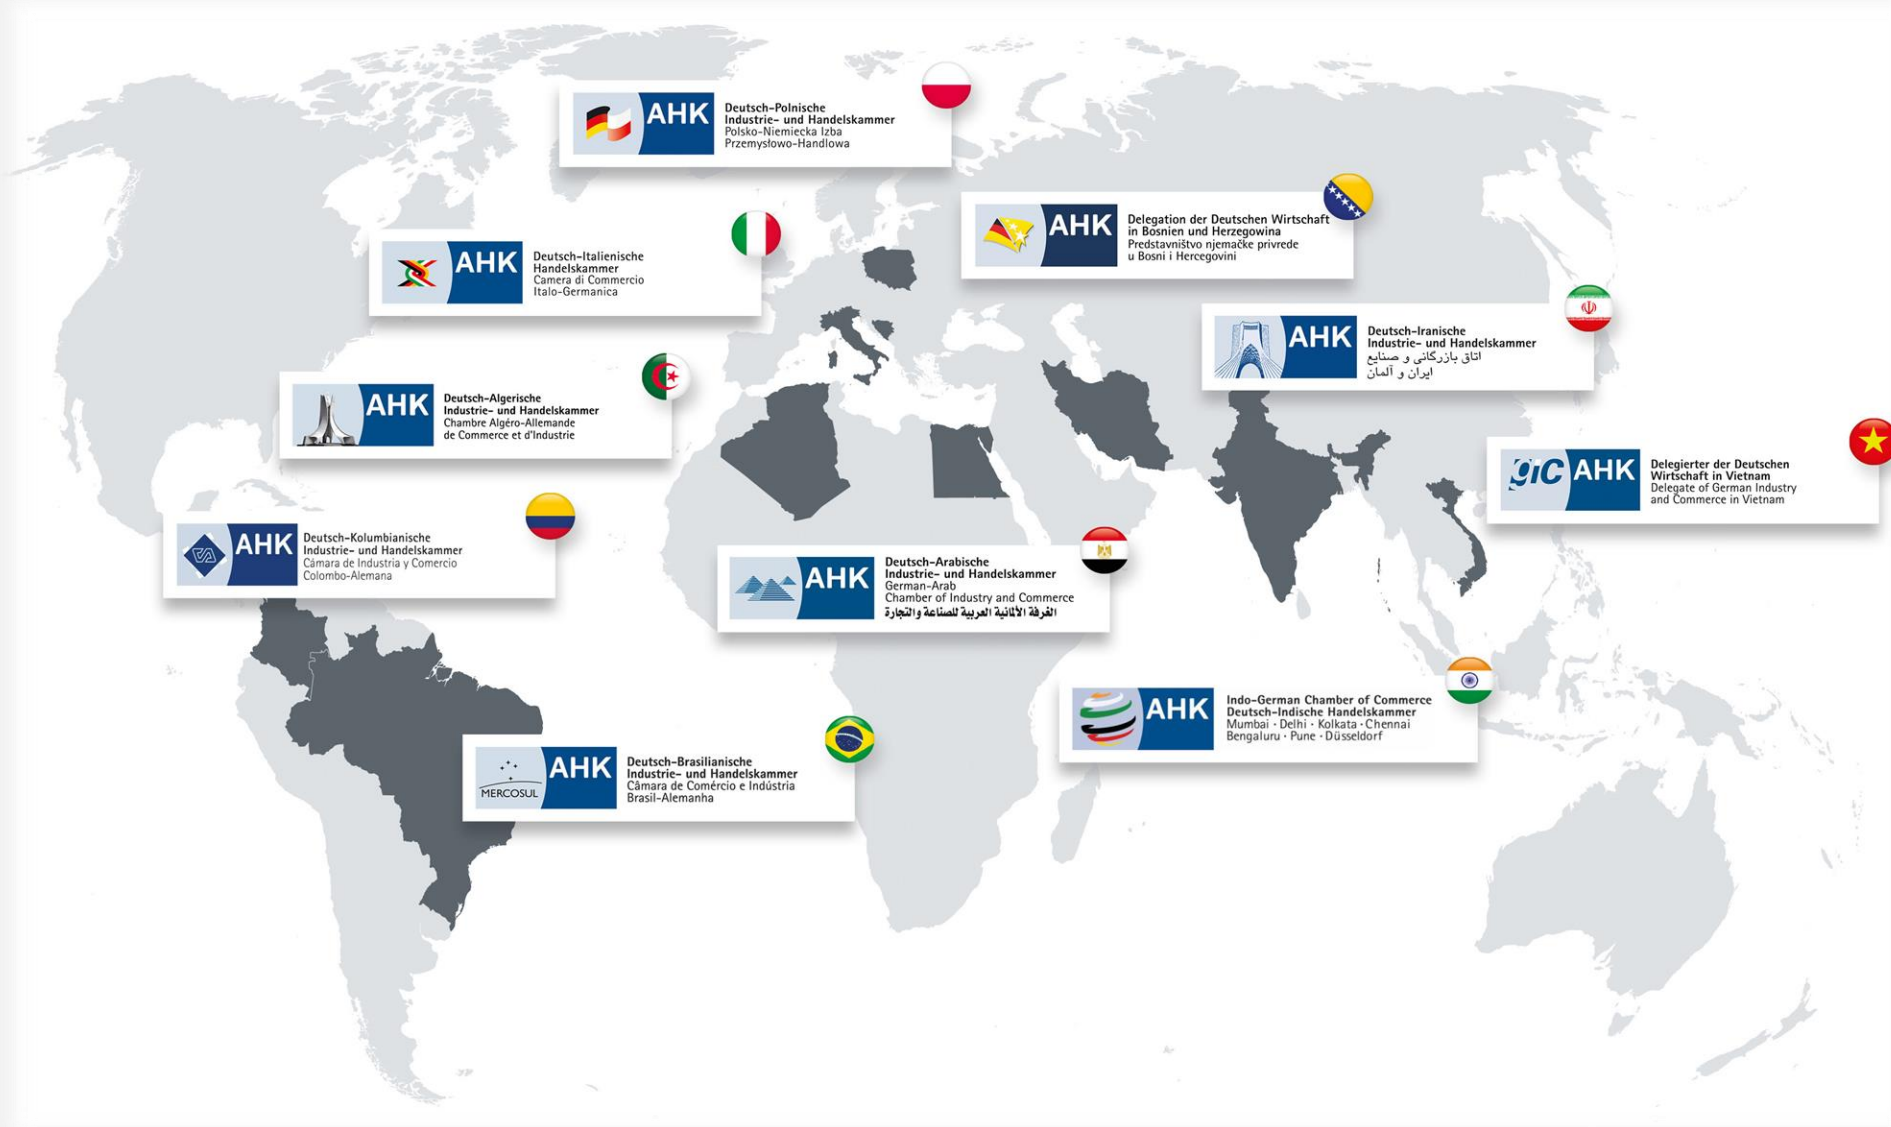 AHK
Deutsch-Polnische
Industrie- und Handelskammer
Polsko-Niemiecka Izba
Przemysłowo-Handlowa
AHK
Delegation der Deutschen Wirtschaft
in Bosnien und Herzegowina
Predstavništvo njemačke privrede
u Bosni i Hercegovini
AHK
Deutsch-Italienische
Handelskammer
Camera di Commercio
Italo-Germanica
AHK
Deutsch-Iranische
Industrie- und Handelskammer
اتاق بازرگانی و صنایع
ایران و آلمان
AHK
Deutsch-Algerische
Industrie- und Handelskammer
Chambre Algéro-Allemande
de Commerce et d'Industrie
gic AHK
Delegierter der Deutschen
Wirtschaft in Vietnam
Delegate of German Industry
and Commerce in Vietnam
AHK
Deutsch-Kolumbianische
Industrie- und Handelskammer
Cámara de Industria y Comercio
Colombo-Alemana
AHK
Deutsch-Arabische
Industrie- und Handelskammer
German-Arab
Chamber of Industry and Commerce
الغرفة الألمانية العربية للصناعة والتجارة
AHK
Indo-German Chamber of Commerce
Deutsch-Indische Handelskammer
Mumbai · Delhi · Kolkata · Chennai
Bengaluru · Pune · Düsseldorf
MERCOSUL
AHK
Deutsch-Brasilianische
Industrie- und Handelskammer
Câmara de Comércio e Indústria
Brasil-Alemanha